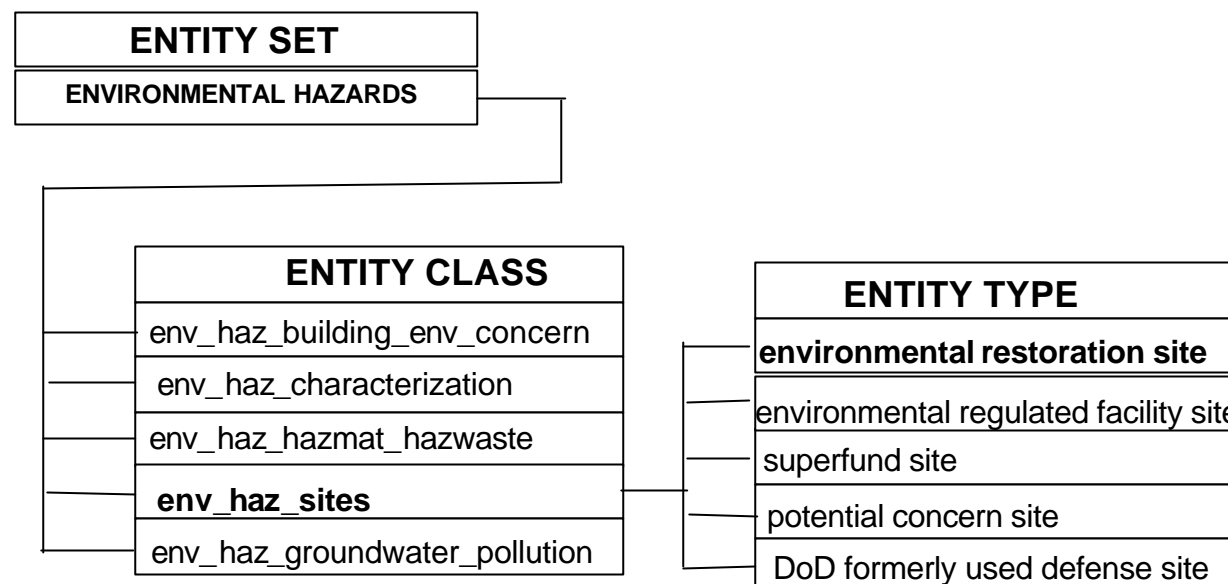 ENTITY SET
ENVIRONMENTAL HAZARDS
ENTITY CLASS
env_haz_building_env_concern
env_haz_characterization
env_haz_hazmat_hazwaste
env_haz_sites
env_haz_groundwater_pollution
ENTITY TYPE
environmental restoration site
environmental regulated facility site
superfund site
potential concern site
DoD formerly used defense site